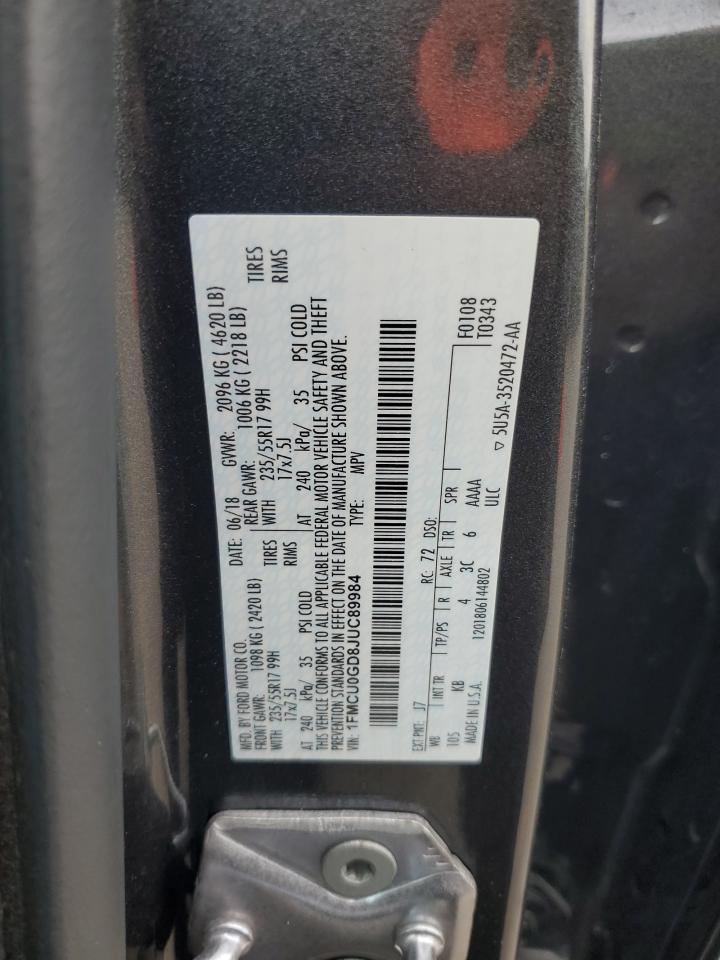 MFD. BY FORD MOTOR CO. DATE: 06/18 GVWR: 2096 KG ( 4620 LB)
FRONT GAWR: 1098 KG ( 2420 LB) REAR GAWR: 1006 KG ( 2218 LB)
WITH 235/55R17 99H TIRES WITH 235/55R17 99H TIRES
17x7.5J RIMS 17x7.5J RIMS
AT 240 kPa/ 35 PSI COLD AT 240 kPa/ 35 PSI COLD
THIS VEHICLE CONFORMS TO ALL APPLICABLE FEDERAL MOTOR VEHICLE SAFETY AND THEFT
PREVENTION STANDARDS IN EFFECT ON THE DATE OF MANUFACTURE SHOWN ABOVE.
VIN: 1FMCU0GD8JUC89984 TYPE: MPV
EXT PNT: J7 RC: 72 DSO: F0108
WB INT TR TP/PS R AXLE TR SPR T0343
105 KB 4 3C 6 AAAA
MADE IN U.S.A. 1201806144802 ULC
▽ 5U5A-3520472-AA